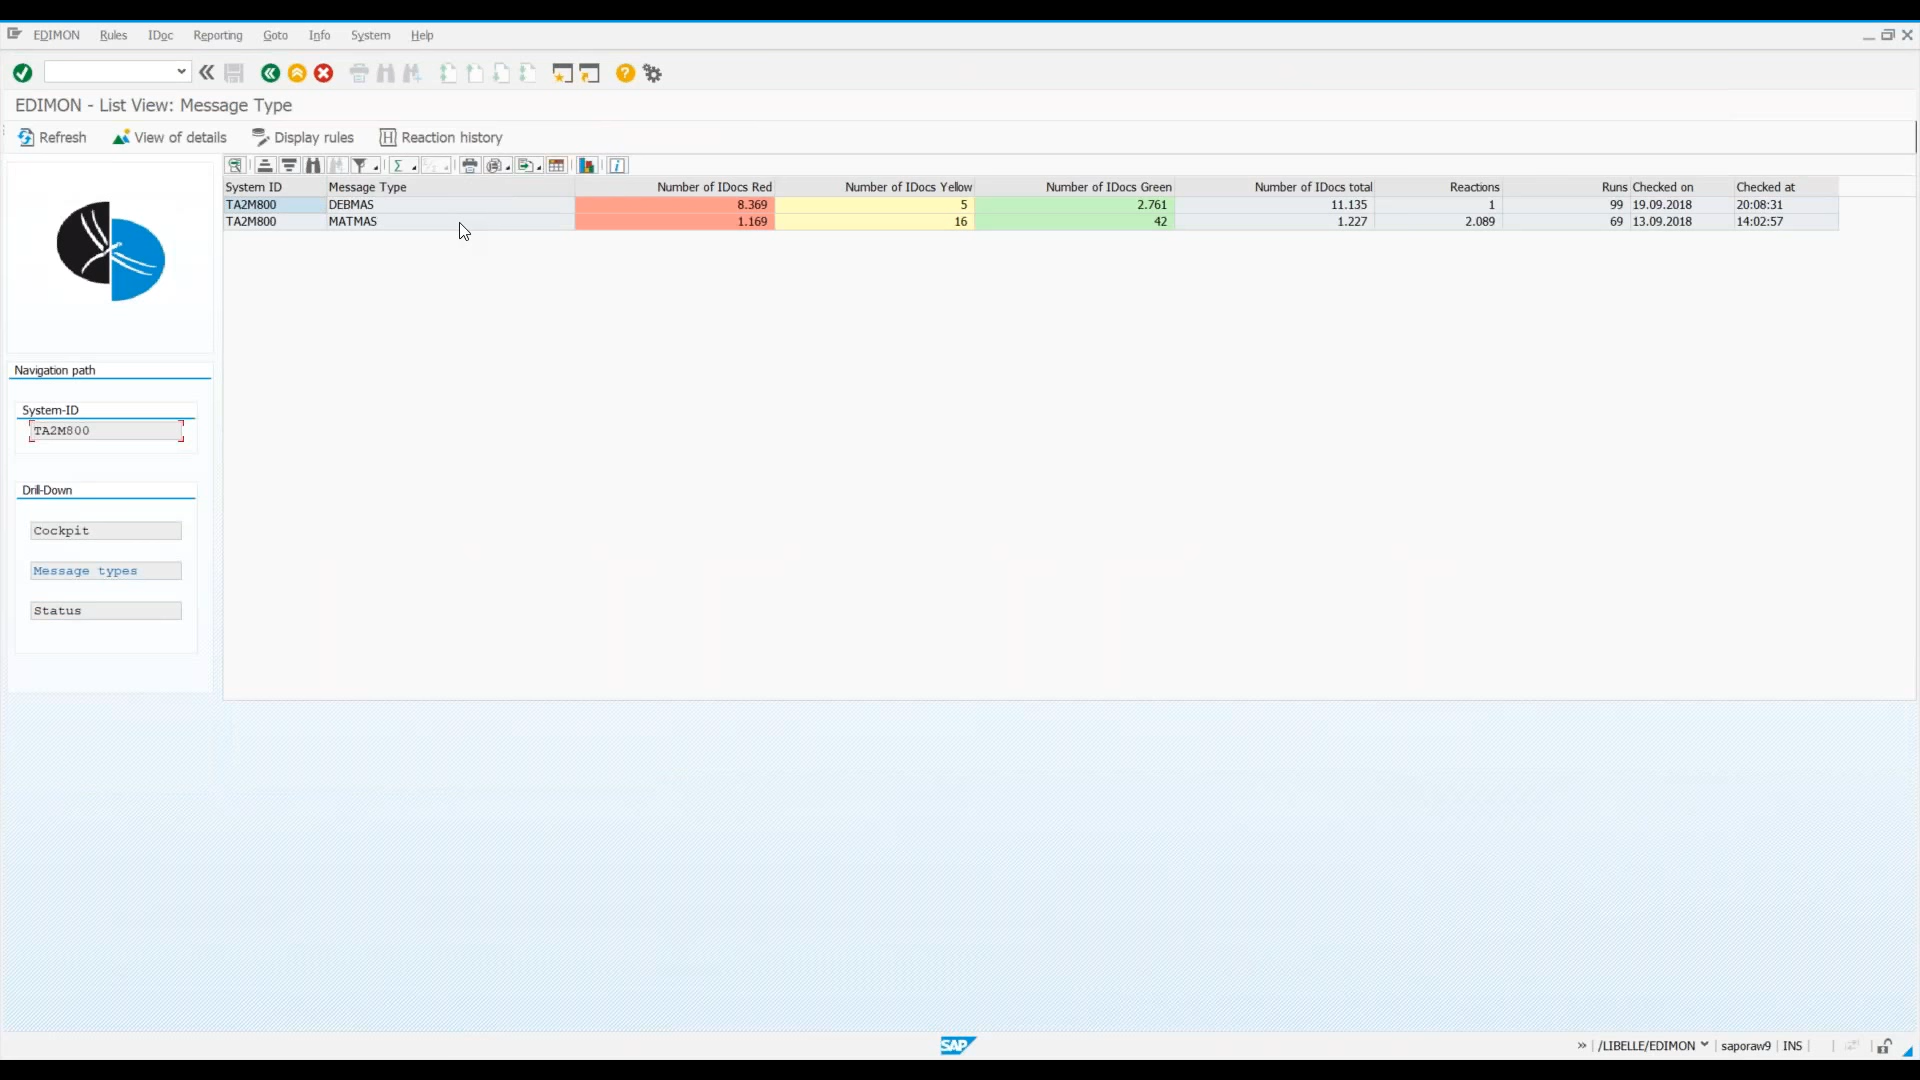 EDIMON Rules IDoc Reporting Goto Info System Help
EDIMON - List View: Message Type
Refresh View of details Display rules Reaction history
System ID Message Type Number of IDocs Red Number of IDocs Yellow Number of IDocs Green Number of IDocs total Reactions Runs Checked on Checked at
TA2M800 DEBMAS 8.369 5 2.761 11.135 1 99 19.09.2018 20:08:31
TA2M800 MATMAS 1.169 16 42 1.227 2.089 69 13.09.2018 14:02:57
Navigation path
System-ID
TA2M800
Drill-Down
Cockpit
Message types
Status
SAP /LIBELLE/EDIMON saporaw9 INS